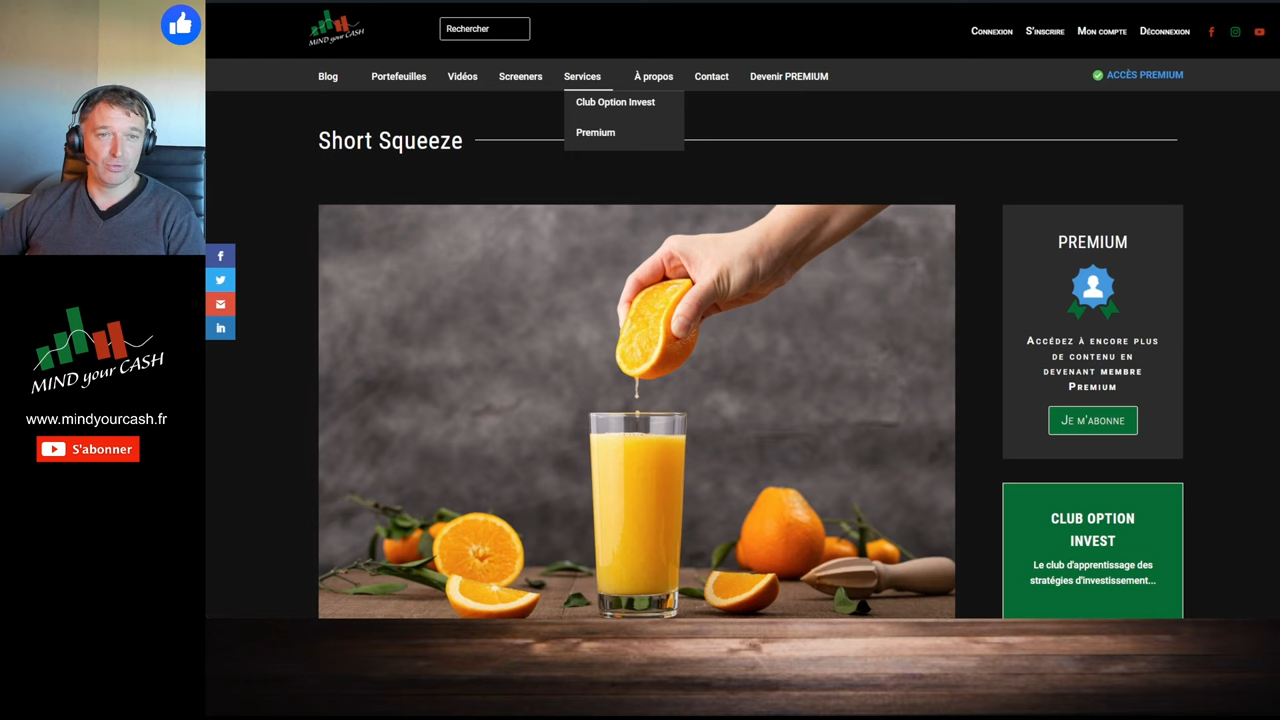 MIND your CASH
Rechercher
Connexion
S'inscrire
Mon compte
Déconnexion
Blog
Portefeuilles
Vidéos
Screeners
Services
À propos
Contact
Devenir PREMIUM
ACCÈS PREMIUM
Club Option Invest
Premium
Short Squeeze
PREMIUM
Accédez à encore plus
de contenu en
devenant membre
Premium
Je m'abonne
CLUB OPTION
INVEST
Le club d'apprentissage des
stratégies d'investissement...
MIND your CASH
www.mindyourcash.fr
S'abonner